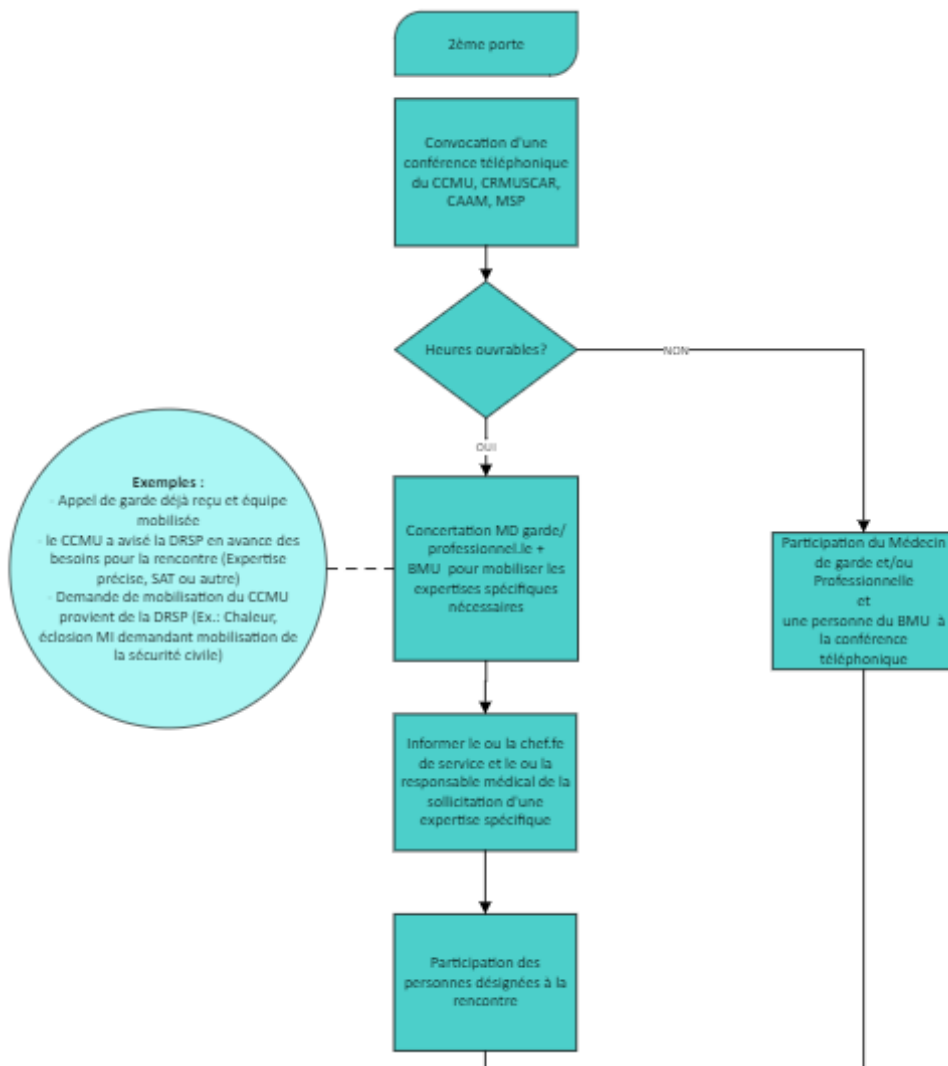 2ème porte
Convocation d'une
conférence téléphonique
du CCMU, CRMUSCAR,
CAAM, MSP
Heures ouvrables?
NON
OUI
Exemples :
- Appel de garde déjà reçu et équipe
mobilisée
- le CCMU a avisé la DRSP en avance des
besoins pour la rencontre (Expertise
précise, SAT ou autre)
- Demande de mobilisation du CCMU
provient de la DRSP (Ex.: Chaleur,
éclosion MI demandant mobilisation de
la sécurité civile)
Concertation MD garde/
professionnel.le +
BMU pour mobiliser les
expertises spécifiques
nécessaires
Participation du Médecin
de garde et/ou
Professionnelle
et
une personne du BMU à
la conférence
téléphonique
Informer le ou la chef.fe
de service et le ou la
responsable médical de la
sollicitation d'une
expertise spécifique
Participation des
personnes désignées à la
rencontre